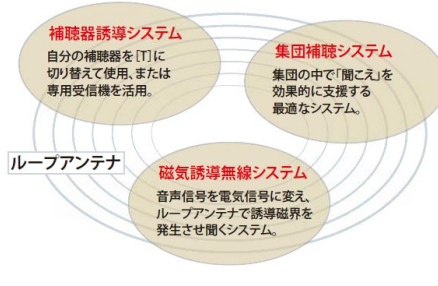 補聴器誘導システム
自分の補聴器を[T]に
切り替えて使用、または
専用受信機を活用。
集団補聴システム
集団の中で「聞こえ」を
効果的に支援する
最適なシステム。
ループアンテナ
磁気誘導無線システム
音声信号を電気信号に変え、
ループアンテナで誘導磁界を
発生させ聞くシステム。